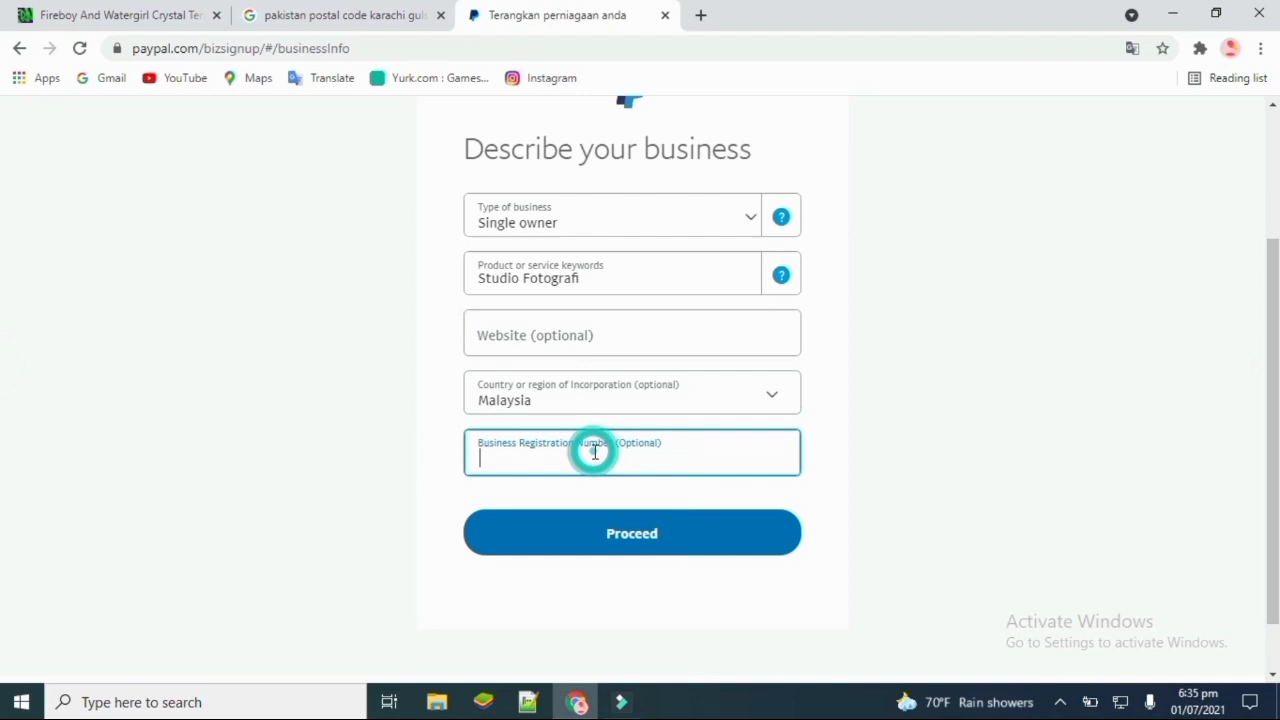 Fireboy And Watergirl Crystal Ter
pakistan postal code karachi guls
Terangkan perniagaan anda
paypal.com/bizsignup/#/businessInfo
Apps
Gmail
YouTube
Maps
Translate
Yurk.com : Games...
Instagram
Reading list
Describe your business
Type of business
Single owner
?
Product or service keywords
Studio Fotografi
?
Website (optional)
Country or region of Incorporation (optional)
Malaysia
Business Registration Number (Optional)
Proceed
Activate Windows
Go to Settings to activate Windows.
Type here to search
70°F Rain showers
6:35 pm
01/07/2021